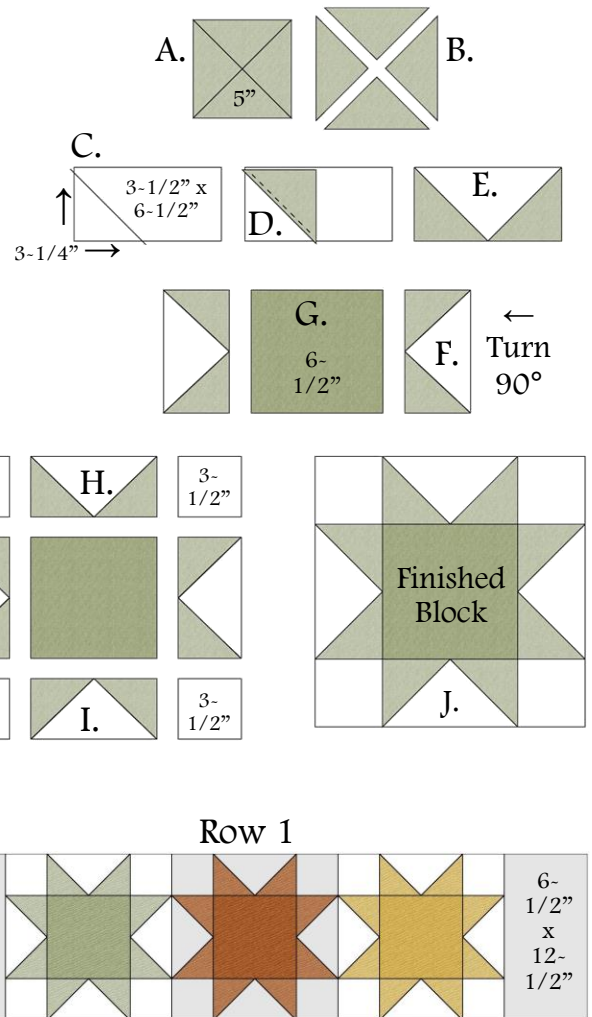 A.
5”
B.
C.
3-1/2” x
6-1/2”
3-1/4”
D.
E.
G.
6-
1/2”
F.
←
Turn
90°
H.
3-
1/2”
I.
3-
1/2”
Finished
Block
J.
Row 1
6-
1/2”
x
12-
1/2”